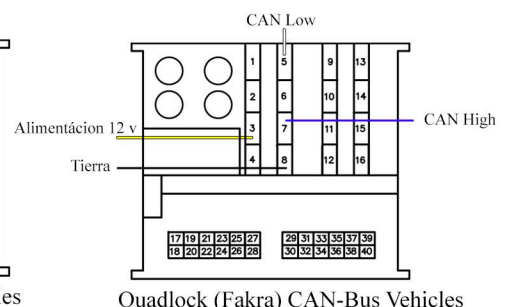 CAN Low
1 5 9 13
2 6 10 14
CAN High
Alimentácion 12 v
3 7 11 15
Tierra
4 8 12 16
17 19 21 23 25 27 29 31 33 35 37 39
18 20 22 24 26 28 30 32 34 36 38 40
les
Quadlock (Fakra) CAN-Bus Vehicles